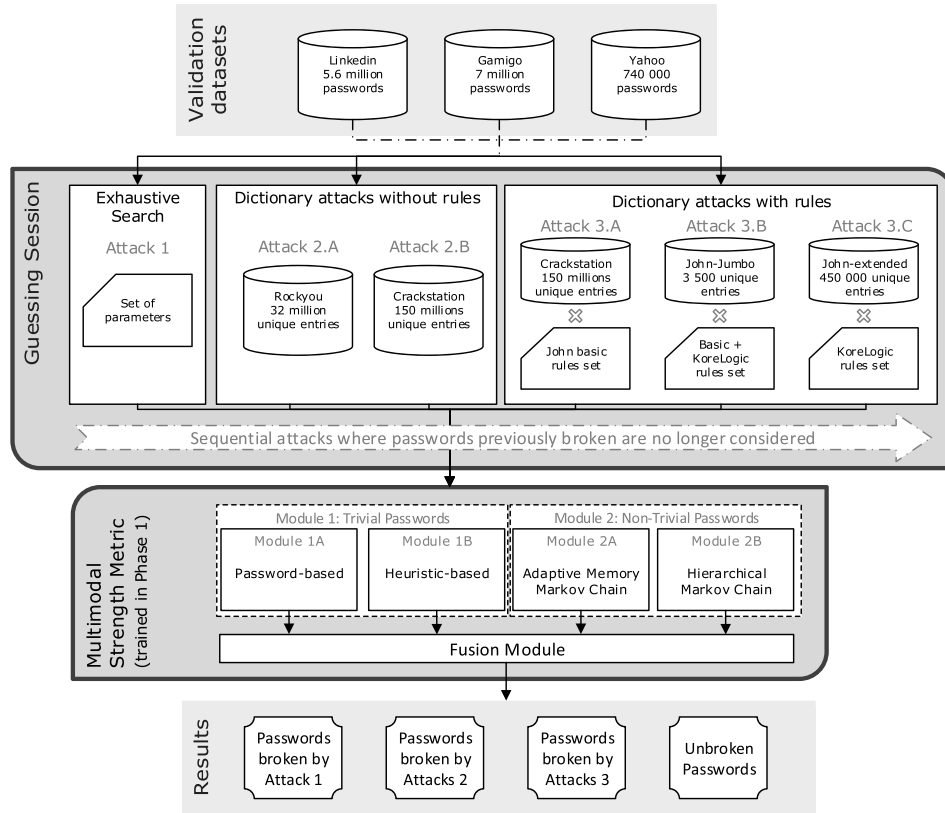 Validation
datasets
Linkedin
5.6 million
passwords
Gamigo
7 million
passwords
Yahoo
740 000
passwords
Guessing Session
Exhaustive
Search
Attack 1
Set of
parameters
Dictionary attacks without rules
Attack 2.A
Rockyou
32 million
unique entries
Attack 2.B
Crackstation
150 millions
unique entries
Dictionary attacks with rules
Attack 3.A
Crackstation
150 millions
unique entries
John basic
rules set
Attack 3.B
John-Jumbo
3 500 unique
entries
Basic +
KoreLogic
rules set
Attack 3.C
John-extended
450 000 unique
entries
KoreLogic
rules set
Sequential attacks where passwords previously broken are no longer considered
Multimodal
Strength Metric
(trained in Phase 1)
Module 1: Trivial Passwords
Module 1A
Password-based
Module 1B
Heuristic-based
Module 2: Non-Trivial Passwords
Module 2A
Adaptive Memory
Markov Chain
Module 2B
Hierarchical
Markov Chain
Fusion Module
Results
Passwords
broken by
Attack 1
Passwords
broken by
Attacks 2
Passwords
broken by
Attacks 3
Unbroken
Passwords